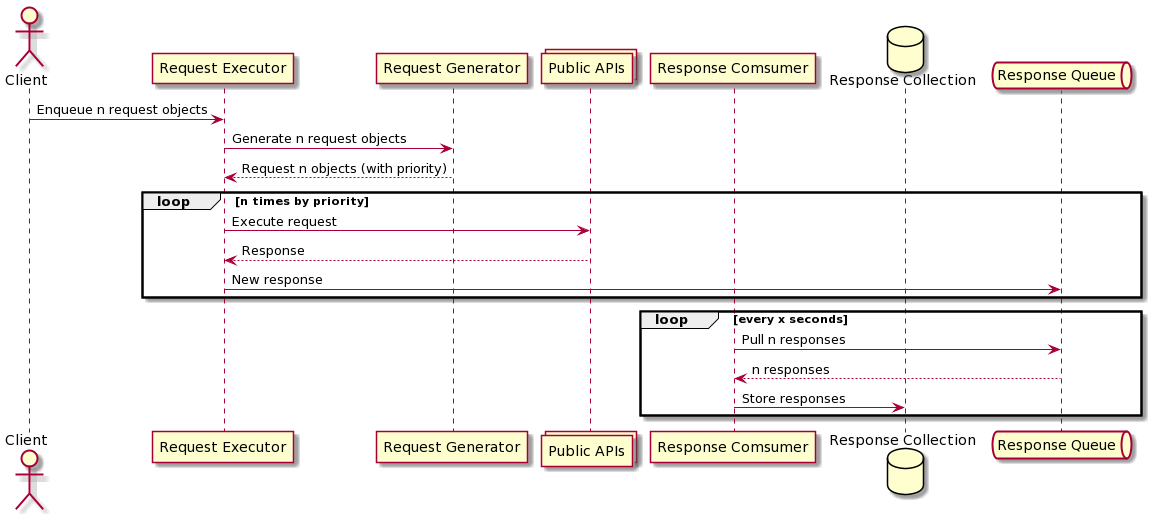 Client
Request Executor
Request Generator
Public APIs
Response Comsumer
Response Collection
Response Queue
Enqueue n request objects
Generate n request objects
Request n objects (with priority)
loop [n times by priority]
Execute request
Response
New response
loop [every x seconds]
Pull n responses
n responses
Store responses
Client
Request Executor
Request Generator
Public APIs
Response Comsumer
Response Collection
Response Queue